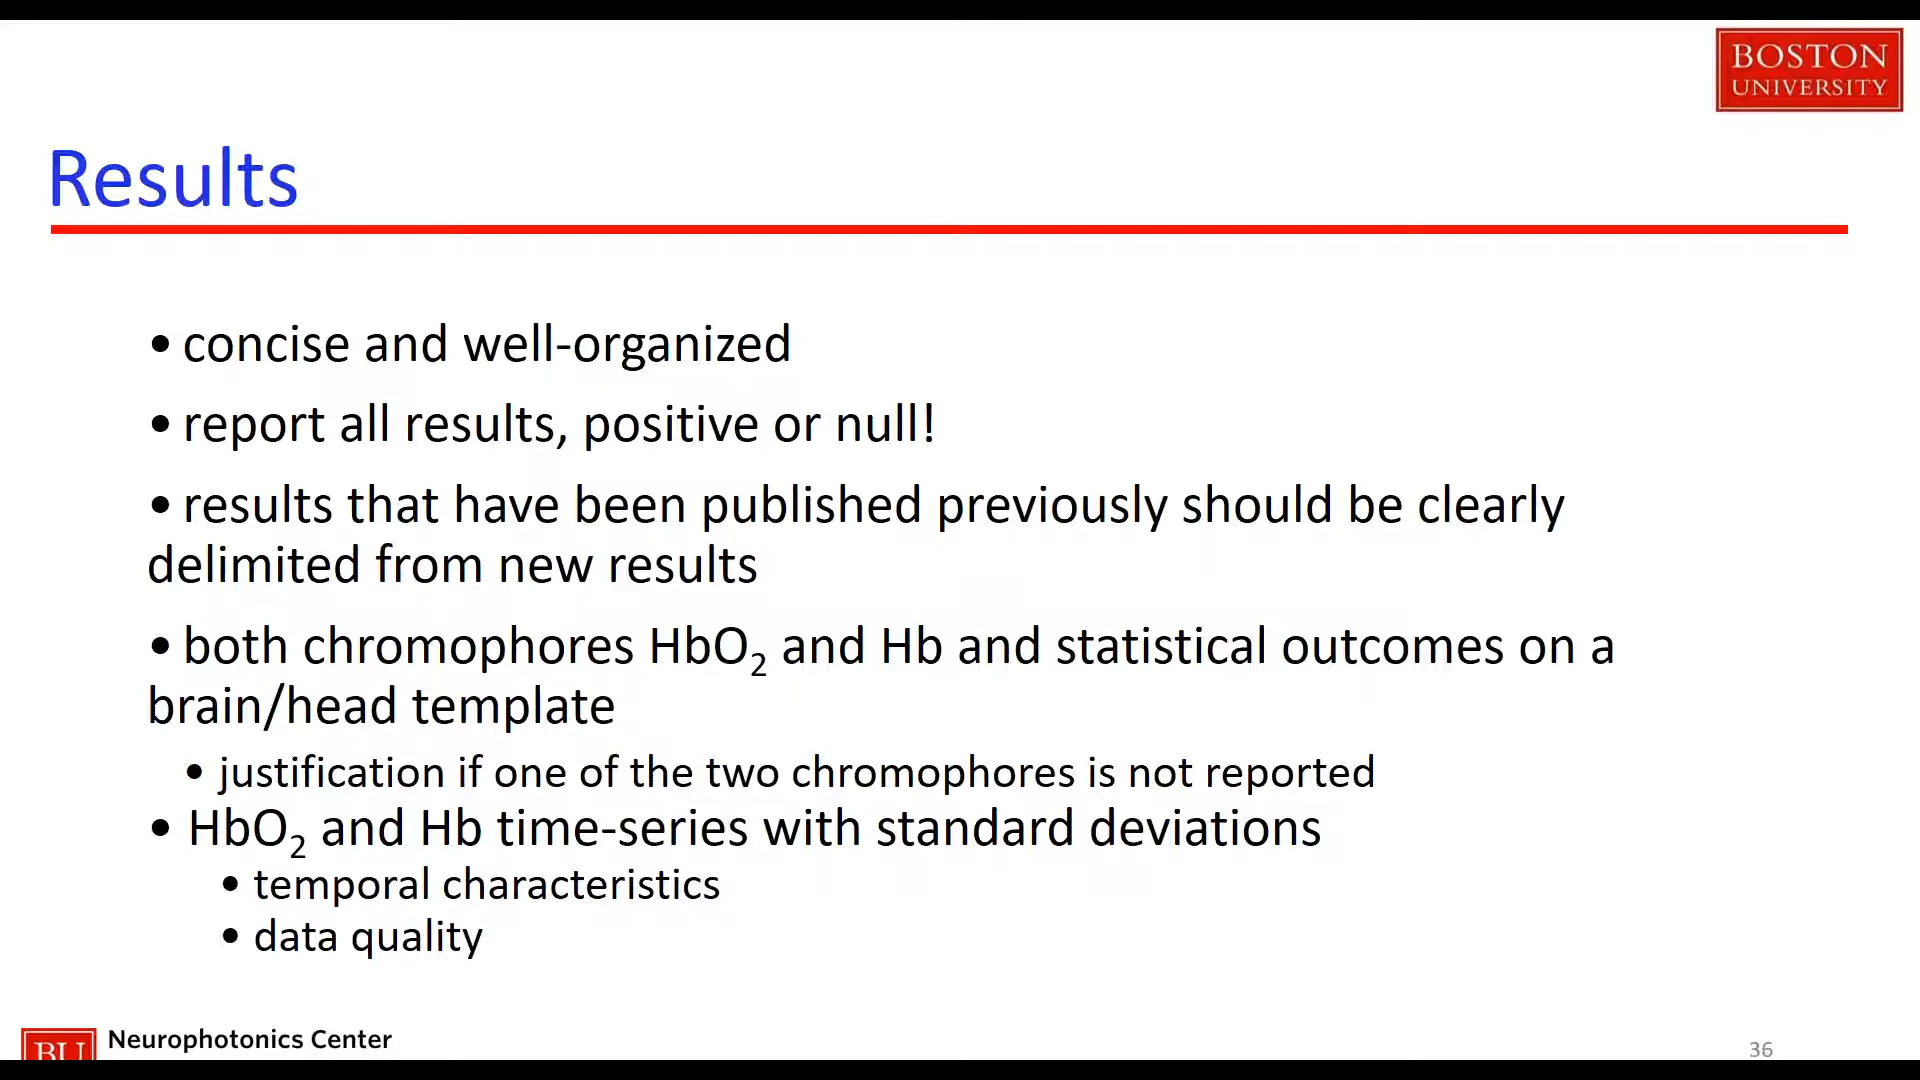 BOSTON
UNIVERSITY
Results
• concise and well-organized
• report all results, positive or null!
• results that have been published previously should be clearly
delimited from new results
• both chromophores HbO₂ and Hb and statistical outcomes on a
brain/head template
• justification if one of the two chromophores is not reported
• HbO₂ and Hb time-series with standard deviations
• temporal characteristics
• data quality
BU Neurophotonics Center
36